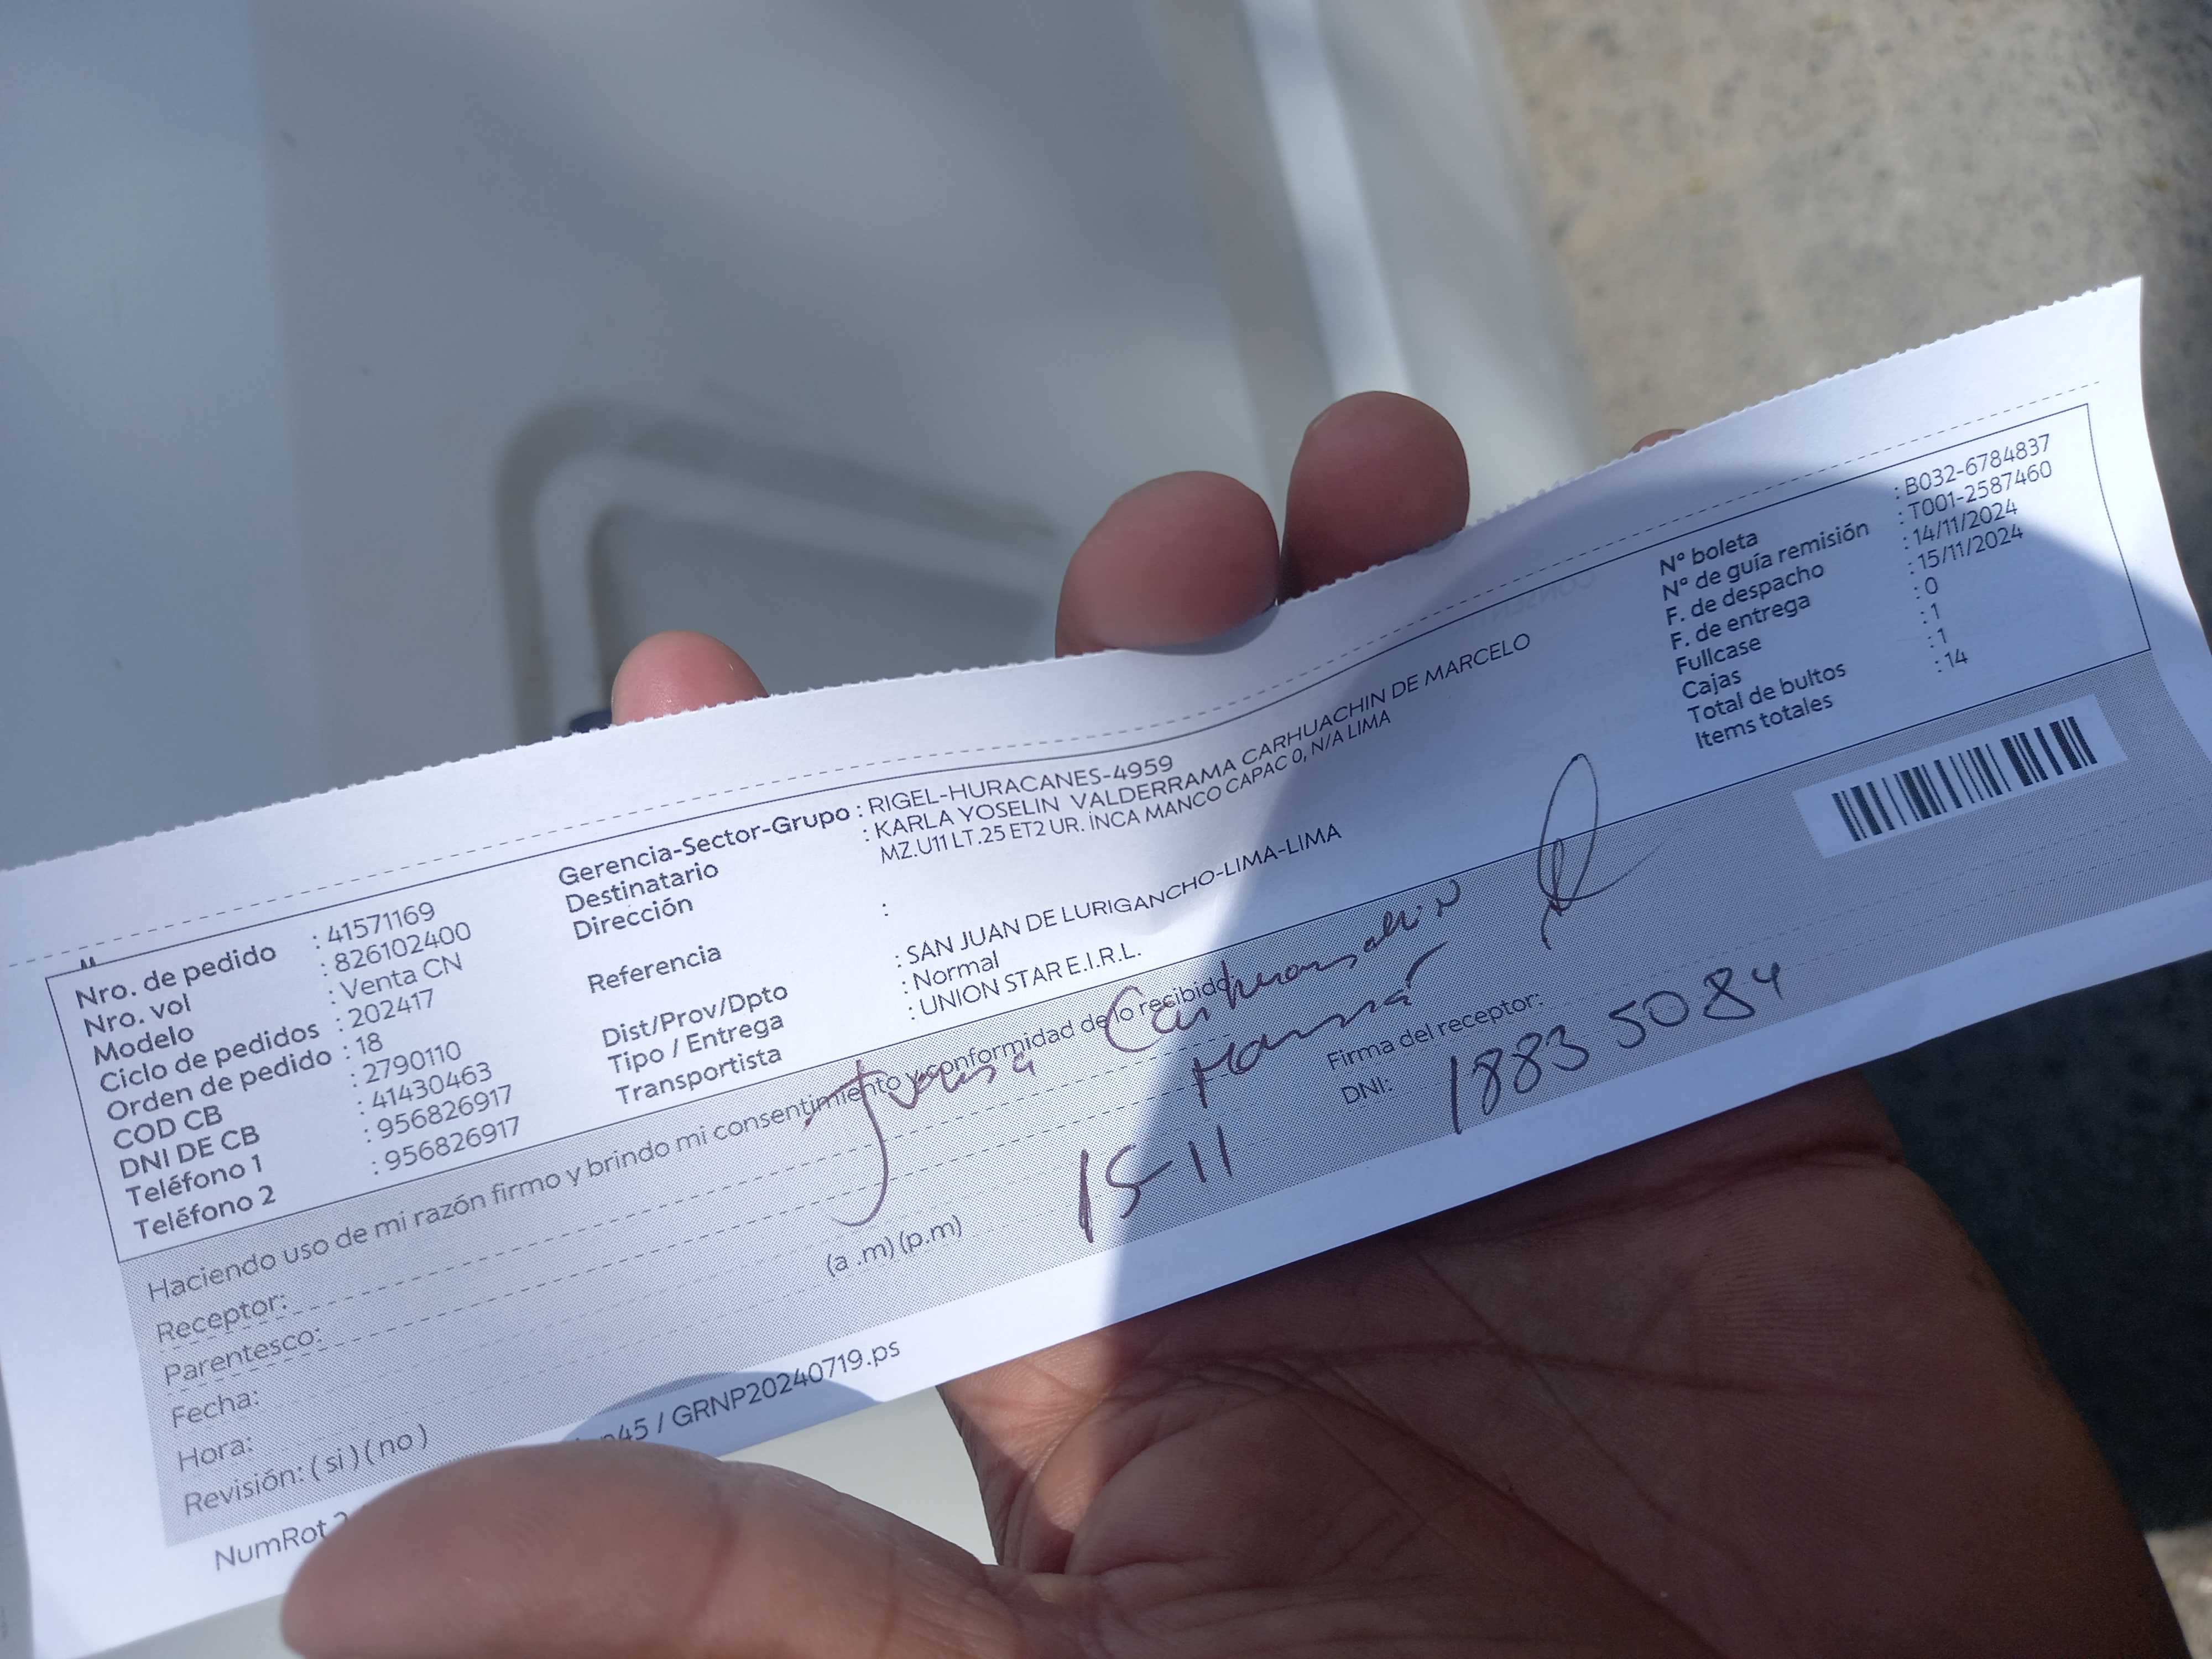 Nro. de pedido : 41571169
Nro. vol : 826102400
Modelo : Venta CN
Ciclo de pedidos : 202417
Orden de pedido : 18
COD CB : 2790110
DNI DE CB : 41430463
Teléfono 1 : 956826917
Teléfono 2 : 956826917
Gerencia-Sector-Grupo : RIGEL-HURACANES-4959
Destinatario : KARLA YOSELIN VALDERRAMA CARHUACHIN DE MARCELO
Dirección MZ.U11 LT.25 ET2 UR. INCA MANCO CAPAC 0, N/A LIMA
Referencia :
Dist/Prov/Dpto : SAN JUAN DE LURIGANCHO-LIMA-LIMA
Tipo / Entrega : Normal
Transportista : UNION STAR E.I.R.L.
Nº boleta : B032-6784837
Nº de guía remisión : T001-2587460
F. de despacho : 14/11/2024
F. de entrega : 15/11/2024
Fullcase : 0
Cajas : 1
Total de bultos : 1
Items totales : 14
Haciendo uso de mi razón firmo y brindo mi consentimiento y conformidad de lo recibido
Receptor:
Parentesco:
Fecha: 15-11
Hora: (a .m) (p.m)
Revisión: ( si ) ( no )
Firma del receptor:
DNI: 18835084
NumRot
p45 / GRNP20240719.ps